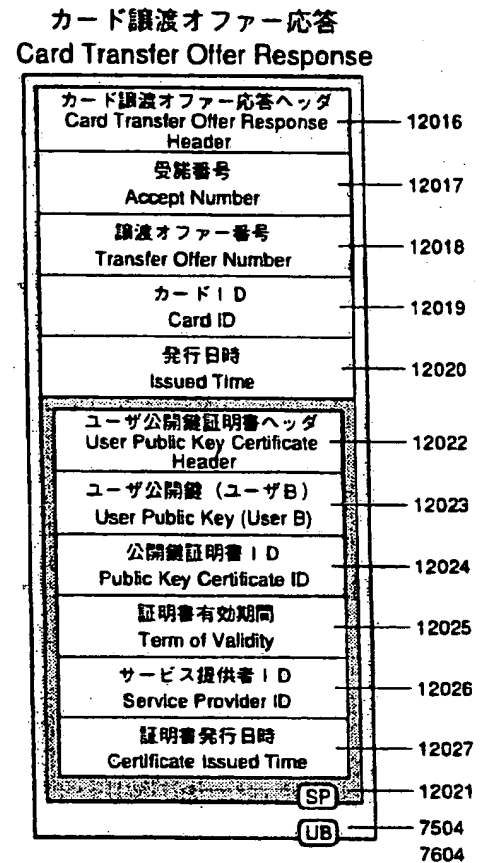 カード譲渡オファー応答
Card Transfer Offer Response
カード譲渡オファー応答ヘッダ
Card Transfer Offer Response
Header
12016
受諾番号
Accept Number
12017
譲渡オファー番号
Transfer Offer Number
12018
カードID
Card ID
12019
発行日時
Issued Time
12020
ユーザ公開鍵証明書ヘッダ
User Public Key Certificate
Header
12022
ユーザ公開鍵（ユーザB）
User Public Key (User B)
12023
公開鍵証明書ID
Public Key Certificate ID
12024
証明書有効期間
Term of Validity
12025
サービス提供者ID
Service Provider ID
12026
証明書発行日時
Certificate Issued Time
12027
SP
12021
UB
7504
7604